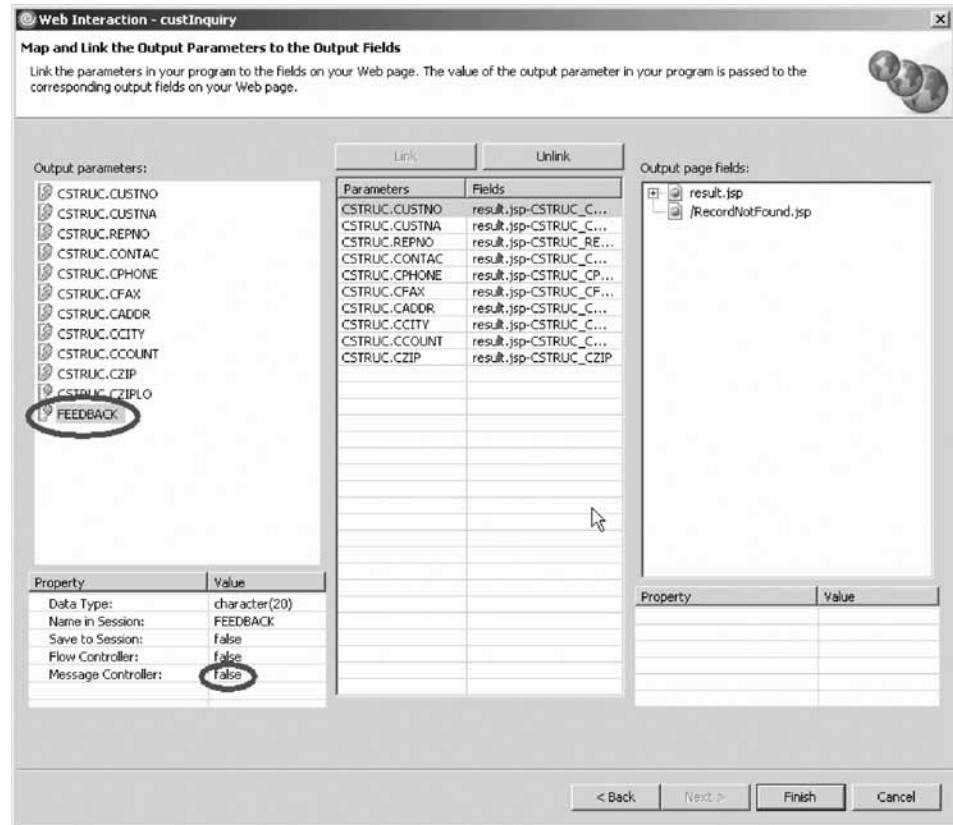 Web Interaction - custInquiry
Map and Link the Output Parameters to the Output Fields
Link the parameters in your program to the fields on your Web page. The value of the output parameter in your program is passed to the
corresponding output fields on your Web page.
Output parameters:
CSTRUC.CUSTNO
CSTRUC.CUSTNA
CSTRUC.REPNO
CSTRUC.CONTAC
CSTRUC.CPHONE
CSTRUC.CFAX
CSTRUC.CADDR
CSTRUC.CCITY
CSTRUC.CCOUNT
CSTRUC.CZIP
CSTRUC.CZIPLO
FEEDBACK
Property Value
Data Type: character(20)
Name in Session: FEEDBACK
Save to Session: false
Flow Controller: false
Message Controller: false
Link Unlink
Parameters Fields
CSTRUC.CUSTNO result.jsp-CSTRUC_C...
CSTRUC.CUSTNA result.jsp-CSTRUC_C...
CSTRUC.REPNO result.jsp-CSTRUC_RE...
CSTRUC.CONTAC result.jsp-CSTRUC_C...
CSTRUC.CPHONE result.jsp-CSTRUC_CP...
CSTRUC.CFAX result.jsp-CSTRUC_CF...
CSTRUC.CADDR result.jsp-CSTRUC_C...
CSTRUC.CCITY result.jsp-CSTRUC_C...
CSTRUC.CCOUNT result.jsp-CSTRUC_C...
CSTRUC.CZIP result.jsp-CSTRUC_CZIP
Output page fields:
result.jsp
/RecordNotFound.jsp
Property Value
< Back Next > Finish Cancel